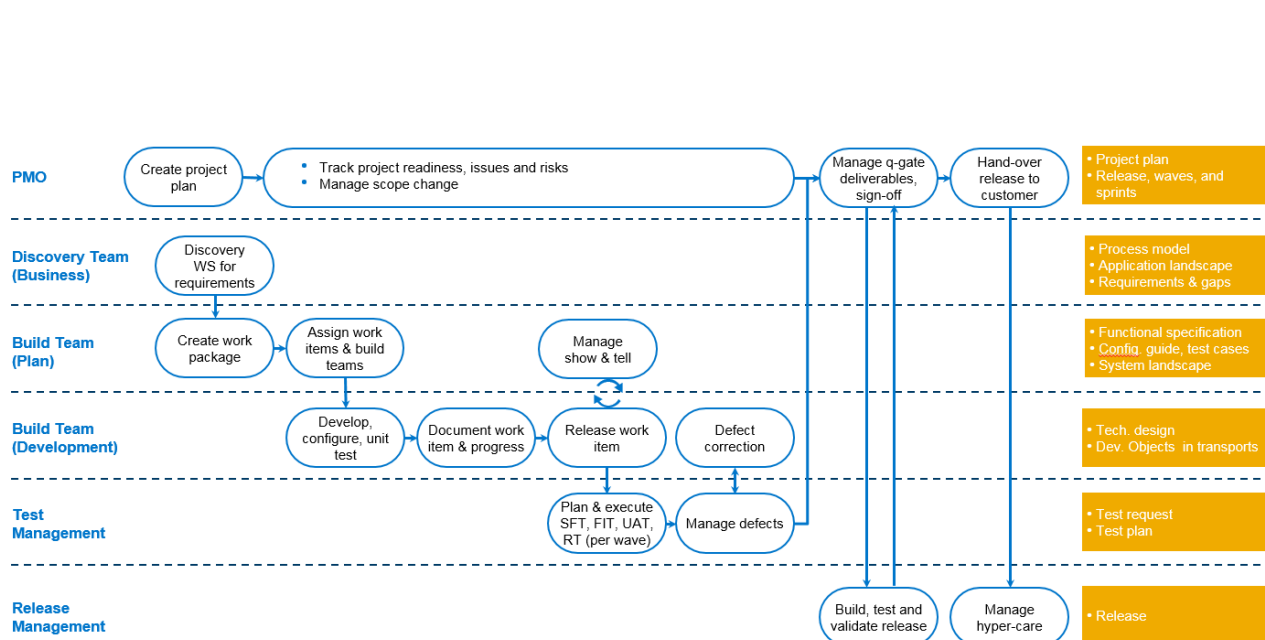 PMO
Create project
plan
• Track project readiness, issues and risks
• Manage scope change
Manage q-gate
deliverables,
sign-off
Hand-over
release to
customer
• Project plan
• Release, waves, and
sprints
Discovery Team
(Business)
Discovery
WS for
requirements
• Process model
• Application landscape
• Requirements & gaps
Build Team
(Plan)
Create work
package
Assign work
items & build
teams
Manage
show & tell
• Functional specification
• Config. guide, test cases
• System landscape
Build Team
(Development)
Develop,
configure, unit
test
Document work
item & progress
Release work
item
Defect
correction
• Tech. design
• Dev. Objects in transports
Test
Management
Plan & execute
SFT, FIT, UAT,
RT (per wave)
Manage defects
• Test request
• Test plan
Release
Management
Build, test and
validate release
Manage
hyper-care
• Release